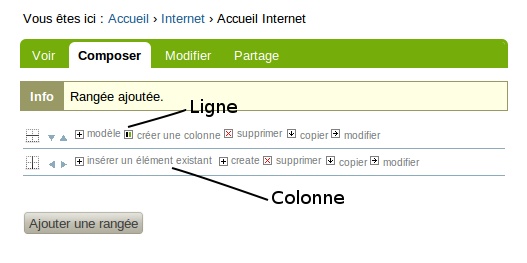 Vous êtes ici : Accueil › Internet › Accueil Internet
Voir Composer Modifier Partage
Info Rangée ajoutée.
Ligne
modèle créer une colonne supprimer copier modifier
insérer un élément existant create supprimer copier modifier
Colonne
Ajouter une rangée